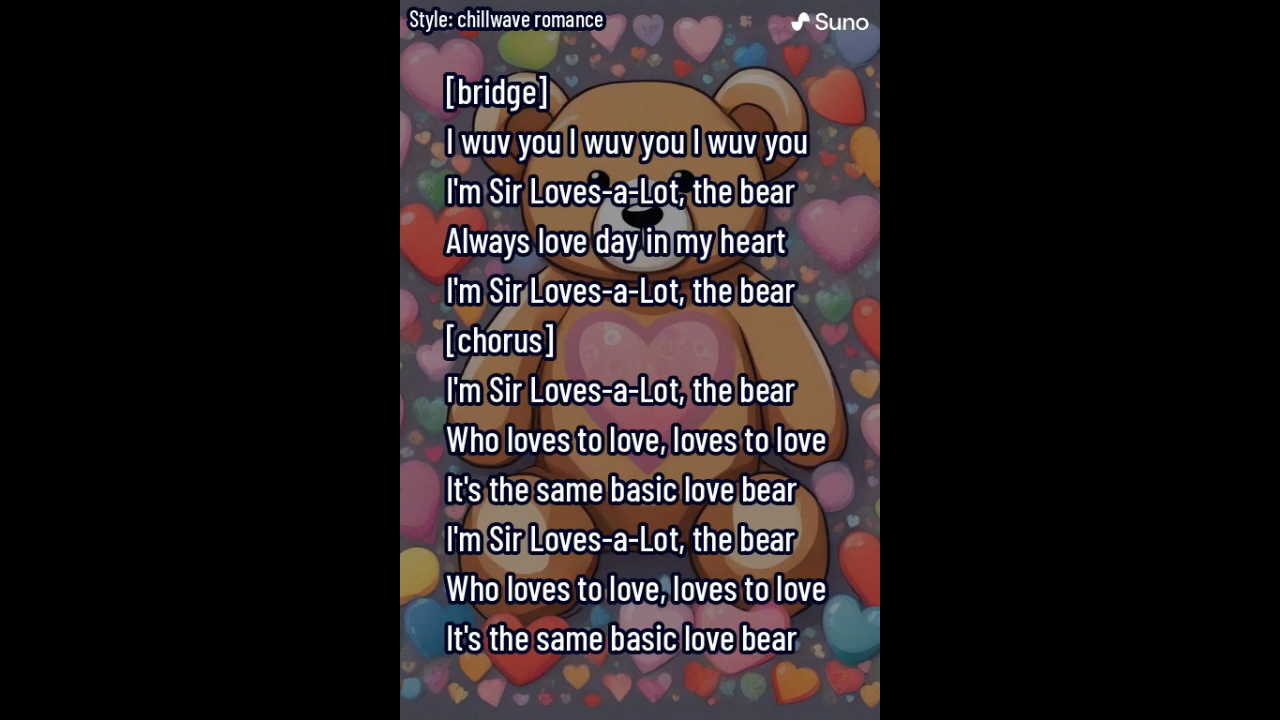 Style: chillwave romance
Suno
[bridge]
I wuv you I wuv you I wuv you
I'm Sir Loves-a-Lot, the bear
Always love day in my heart
I'm Sir Loves-a-Lot, the bear
[chorus]
I'm Sir Loves-a-Lot, the bear
Who loves to love, loves to love
It's the same basic love bear
I'm Sir Loves-a-Lot, the bear
Who loves to love, loves to love
It's the same basic love bear